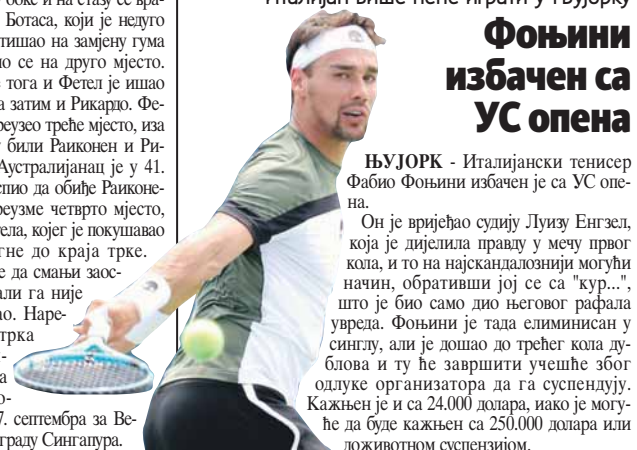 Ботаса, који је недуго
тишао на замјену гума
се на друго мјесто.
тога и Фетел је ишао
а затим и Рикардо. Фе-
реузео треће мјесто, иза
били Раиконен и Ри-
Аустралијанац је у 41.
спио да обиђе Раиконе-
реузме четврто мјесто,
тела, којег је покушавао
гне до краја трке.
да смањи заос-
али га није
ао. Наре-
трка
7. септембра за Ве-
граду Сингапура.
Италијан више неће играти у Њујорку
Фоњини
избачен са
УС опена
ЊУЈОРК - Италијански тенисер
Фабио Фоњини избачен је са УС опе-
на.
Он је вријеђао судију Луизу Енгзел,
која је дијелила правду у мечу првог
кола, и то на најскандалознији могући
начин, обративши јој се са "кур...",
што је био само дио његовог рафала
увреда. Фоњини је тада елиминисан у
синглу, али је дошао до трећег кола ду-
блова и ту ће завршити учешће због
одлуке организатора да га суспендују.
Кажњен је и са 24.000 долара, иако је могу-
ће да буде кажњен са 250.000 долара или
доживотном суспензијом.